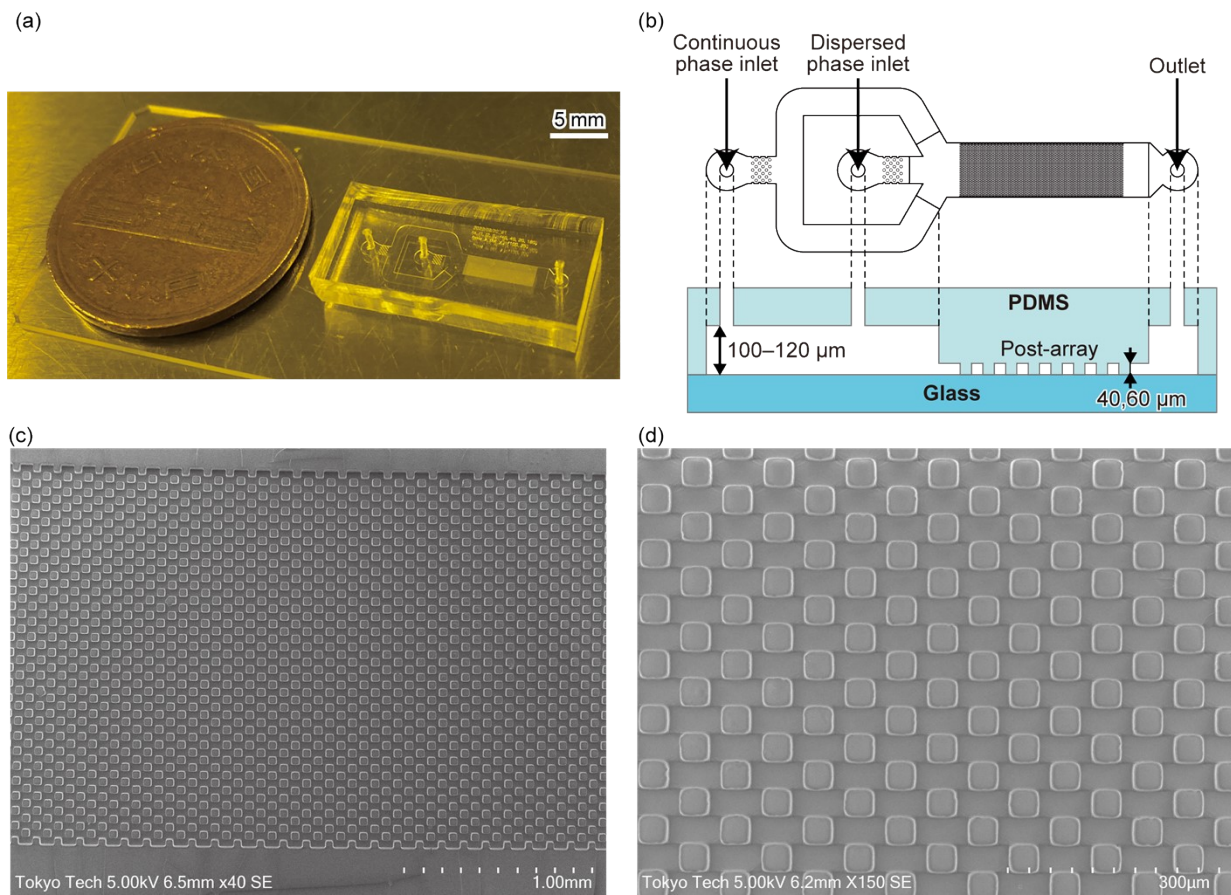 (a)
5 mm
(b)
Continuous
phase inlet
Dispersed
phase inlet
Outlet
PDMS
100–120 µm
Post-array
Glass
40,60 µm
(c)
Tokyo Tech 5.00kV 6.5mm x40 SE
1.00mm
(d)
Tokyo Tech 5.00kV 6.2mm X150 SE
300µm